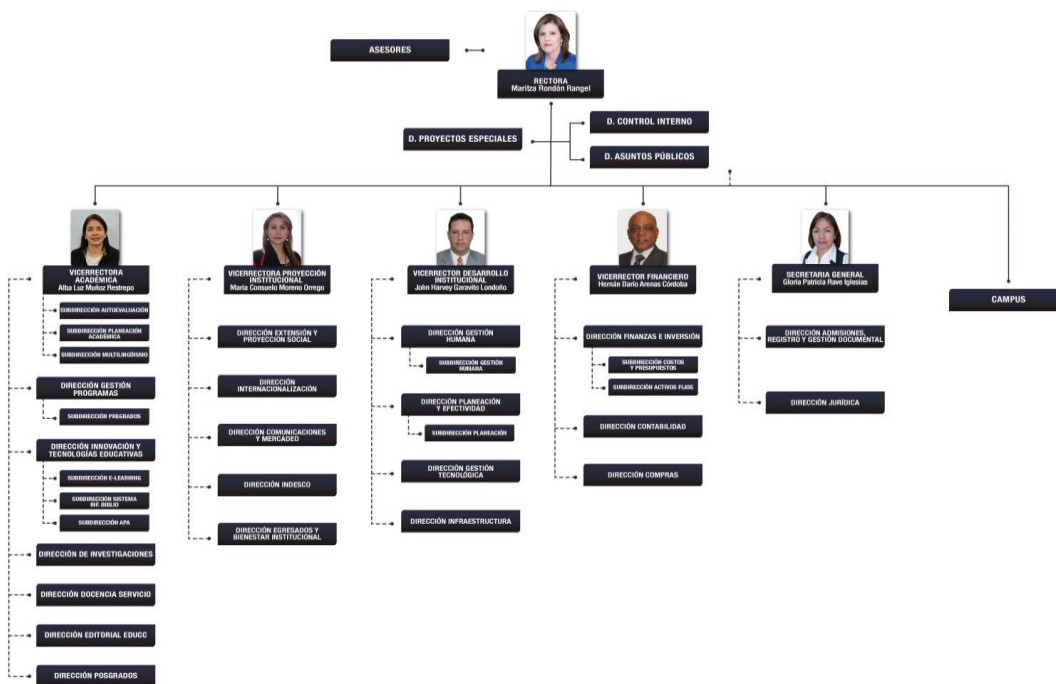 ASESORES
RECTORA
Maritza Rondón Rangel
D. PROYECTOS ESPECIALES
D. CONTROL INTERNO
D. ASUNTOS PÚBLICOS
VICERRECTORA
ACADÉMICA
Alba Luz Muñoz Restrepo
SUBDIRECCIÓN AUTOEVALUACIÓN
SUBDIRECCIÓN PLANEACIÓN
ACADÉMICA
SUBDIRECCIÓN MULTILINGÜISMO
DIRECCIÓN GESTIÓN
PROGRAMAS
SUBDIRECCIÓN PREGRADOS
DIRECCIÓN INNOVACIÓN Y
TECNOLOGÍAS EDUCATIVAS
SUBDIRECCIÓN E-LEARNING
SUBDIRECCIÓN SISTEMA
INF. BIBLIO
SUBDIRECCIÓN APA
DIRECCIÓN DE INVESTIGACIONES
DIRECCIÓN DOCENCIA SERVICIO
DIRECCIÓN EDITORIAL EDUCC
DIRECCIÓN POSGRADOS
VICERRECTORA PROYECCIÓN
INSTITUCIONAL
María Consuelo Moreno Orrego
DIRECCIÓN EXTENSIÓN Y
PROYECCIÓN SOCIAL
DIRECCIÓN
INTERNACIONALIZACIÓN
DIRECCIÓN COMUNICACIONES
Y MERCADEO
DIRECCIÓN INDESCO
DIRECCIÓN EGRESADOS Y
BIENESTAR INSTITUCIONAL
VICERRECTOR DESARROLLO
INSTITUCIONAL
John Harvey Garavito Londoño
DIRECCIÓN GESTIÓN
HUMANA
SUBDIRECCIÓN GESTIÓN
HUMANA
DIRECCIÓN PLANEACIÓN
Y EFECTIVIDAD
SUBDIRECCIÓN PLANEACIÓN
DIRECCIÓN GESTIÓN
TECNOLÓGICA
DIRECCIÓN INFRAESTRUCTURA
VICERRECTOR FINANCIERO
Hernán Darío Arenas Córdoba
DIRECCIÓN FINANZAS E INVERSIÓN
SUBDIRECCIÓN COSTOS
Y PRESUPUESTOS
SUBDIRECCIÓN ACTIVOS FIJOS
DIRECCIÓN CONTABILIDAD
DIRECCIÓN COMPRAS
SECRETARIA GENERAL
Gloria Patricia Rave Iglesias
DIRECCIÓN ADMISIONES,
REGISTRO Y GESTIÓN DOCUMENTAL
DIRECCIÓN JURÍDICA
CAMPUS